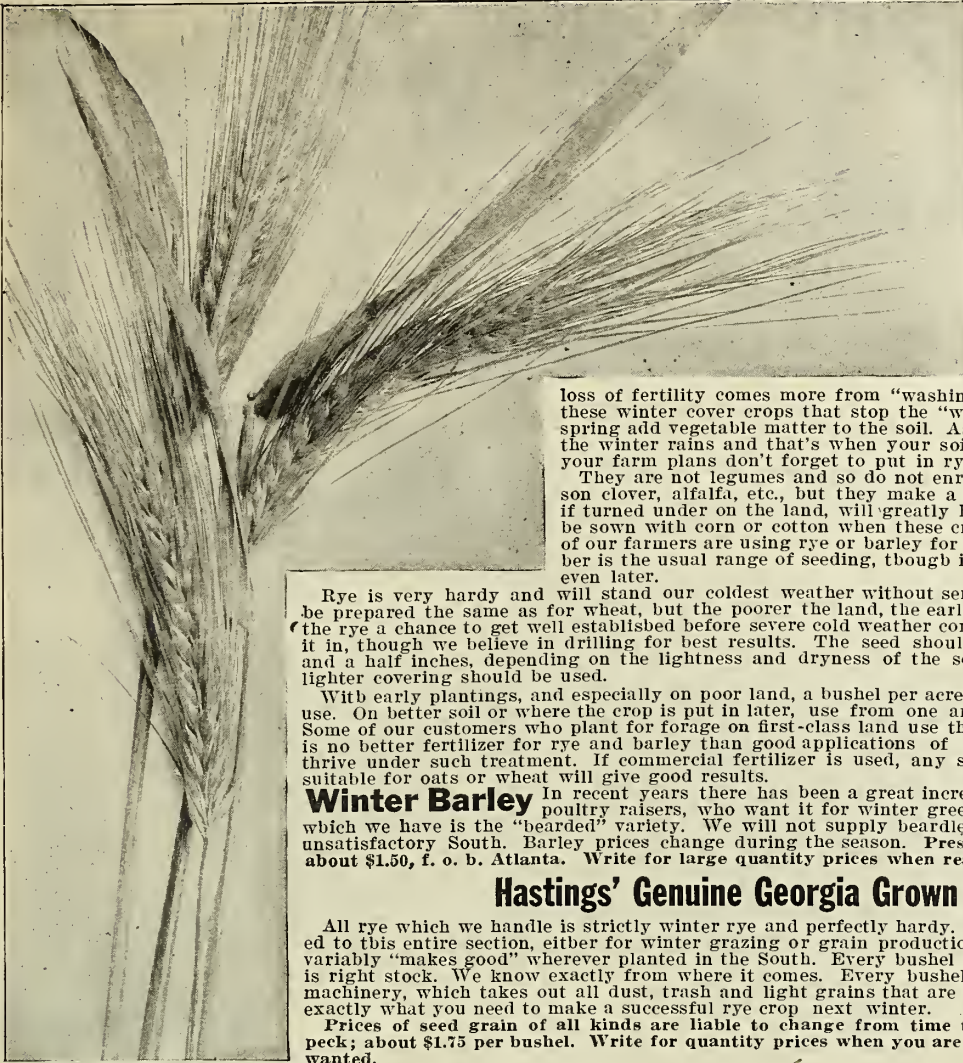 loss of fertility comes more from "washin
these winter cover crops that stop the "w
spring add vegetable matter to the soil. A
the winter rains and that's when your soi
your farm plans don't forget to put in ry
They are not legumes and so do not enr
son clover, alfalfa, etc., but they make a
if turned under on the land, will greatly
be sown with corn or cotton when these c
of our farmers are using rye or barley for
ber is the usual range of seeding, though i
even later.
Rye is very hardy and will stand our coldest weather without ser
be prepared the same as for wheat, but the poorer the land, the earl
the rye a chance to get well established before severe cold weather co
it in, though we believe in drilling for best results. The seed shoul
and a half inches, depending on the lightness and dryness of the s
lighter covering should be used.
With early plantings, and especially on poor land, a bushel per acre
use. On better soil or where the crop is put in later, use from one a
Some of our customers who plant for forage on first-class land use th
is no better fertilizer for rye and barley than good applications of
thrive under such treatment. If commercial fertilizer is used, any s
suitable for oats or wheat will give good results.
Winter Barley In recent years there has been a great incre
poultry raisers, who want it for winter gree
which we have is the "bearded" variety. We will not supply beardle
unsatisfactory South. Barley prices change during the season. Pres
about $1.50, f. o. b. Atlanta. Write for large quantity prices when re
Hastings' Genuine Georgia Grown
All rye which we handle is strictly winter rye and perfectly hardy.
ed to this entire section, either for winter grazing or grain productio
variably "makes good" wherever planted in the South. Every bushel
is right stock. We know exactly from where it comes. Every bushel
machinery, which takes out all dust, trash and light grains that are
exactly what you need to make a successful rye crop next winter.
Prices of seed grain of all kinds are liable to change from time
peck; about $1.75 per bushel. Write for quantity prices when you are
wanted.